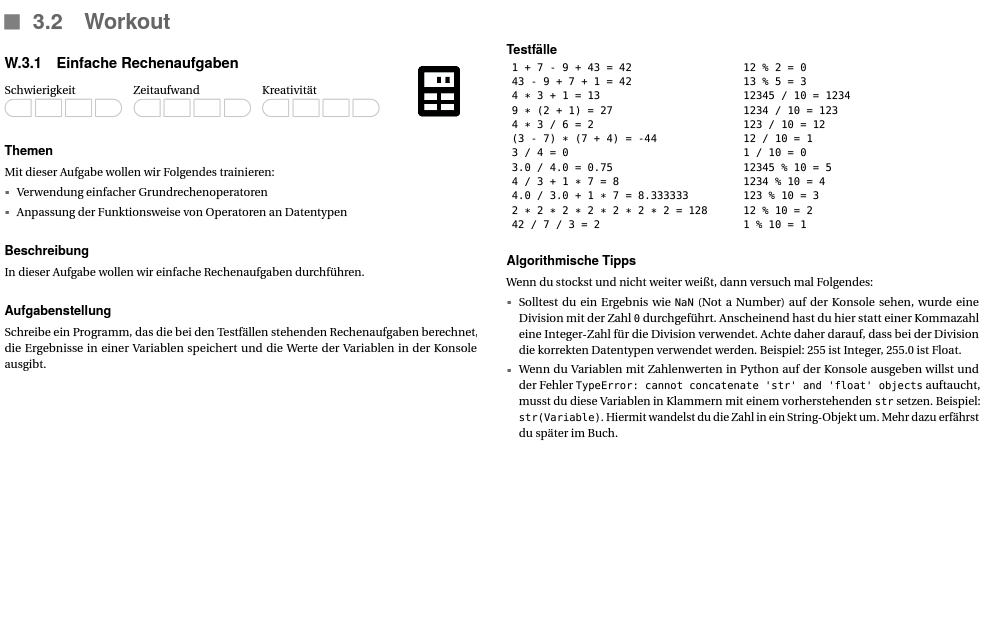 3.2 Workout
W.3.1 Einfache Rechenaufgaben
Schwierigkeit Zeitaufwand Kreativität
Themen
Mit dieser Aufgabe wollen wir Folgendes trainieren:
▪ Verwendung einfacher Grundrechenoperatoren
▪ Anpassung der Funktionsweise von Operatoren an Datentypen
Beschreibung
In dieser Aufgabe wollen wir einfache Rechenaufgaben durchführen.
Aufgabenstellung
Schreibe ein Programm, das die bei den Testfällen stehenden Rechenaufgaben berechnet,
die Ergebnisse in einer Variablen speichert und die Werte der Variablen in der Konsole
ausgibt.
Testfälle
1 + 7 - 9 + 43 = 42
43 - 9 + 7 + 1 = 42
4 * 3 + 1 = 13
9 * (2 + 1) = 27
4 * 3 / 6 = 2
(3 - 7) * (7 + 4) = -44
3 / 4 = 0
3.0 / 4.0 = 0.75
4 / 3 + 1 * 7 = 8
4.0 / 3.0 + 1 * 7 = 8.333333
2 * 2 * 2 * 2 * 2 * 2 * 2 = 128
42 / 7 / 3 = 2
12 % 2 = 0
13 % 5 = 3
12345 / 10 = 1234
1234 / 10 = 123
123 / 10 = 12
12 / 10 = 1
1 / 10 = 0
12345 % 10 = 5
1234 % 10 = 4
123 % 10 = 3
12 % 10 = 2
1 % 10 = 1
Algorithmische Tipps
Wenn du stockst und nicht weiter weißt, dann versuch mal Folgendes:
▪ Solltest du ein Ergebnis wie NaN (Not a Number) auf der Konsole sehen, wurde eine
Division mit der Zahl 0 durchgeführt. Anscheinend hast du hier statt einer Kommazahl
eine Integer-Zahl für die Division verwendet. Achte daher darauf, dass bei der Division
die korrekten Datentypen verwendet werden. Beispiel: 255 ist Integer, 255.0 ist Float.
▪ Wenn du Variablen mit Zahlenwerten in Python auf der Konsole ausgeben willst und
der Fehler TypeError: cannot concatenate 'str' and 'float' objects auftaucht,
musst du diese Variablen in Klammern mit einem vorherstehenden str setzen. Beispiel:
str(Variable). Hiermit wandelst du die Zahl in ein String-Objekt um. Mehr dazu erfährst
du später im Buch.